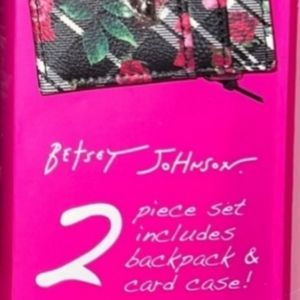 BETSEY JOHNSON.
2
piece set
includes
backpack &
card case!